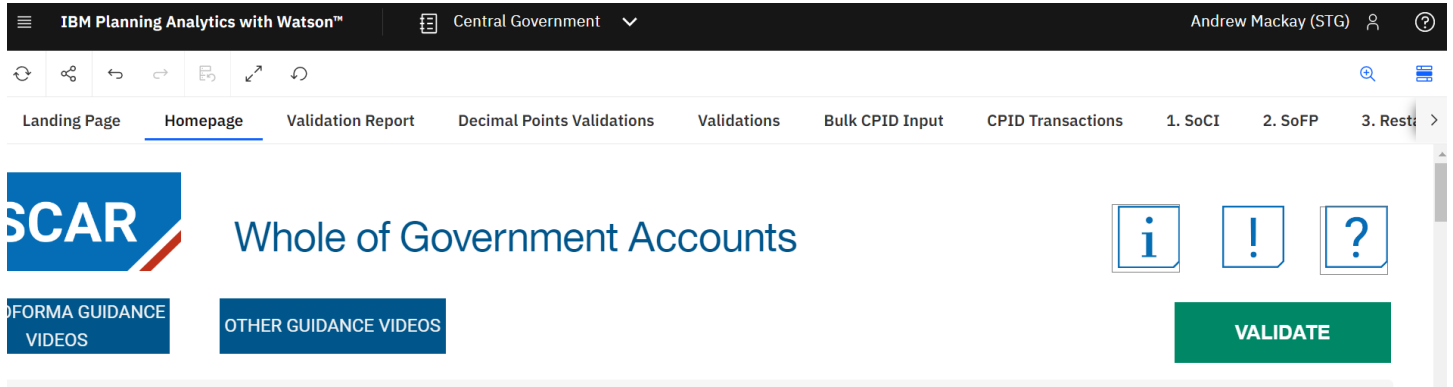 IBM Planning Analytics with Watson™ Central Government Andrew Mackay (STG) ?
Landing Page Homepage Validation Report Decimal Points Validations Validations Bulk CPID Input CPID Transactions 1. SoCI 2. SoFP 3. Resta
SCAR
Whole of Government Accounts
i ! ?
OFORMA GUIDANCE
VIDEOS
OTHER GUIDANCE VIDEOS
VALIDATE